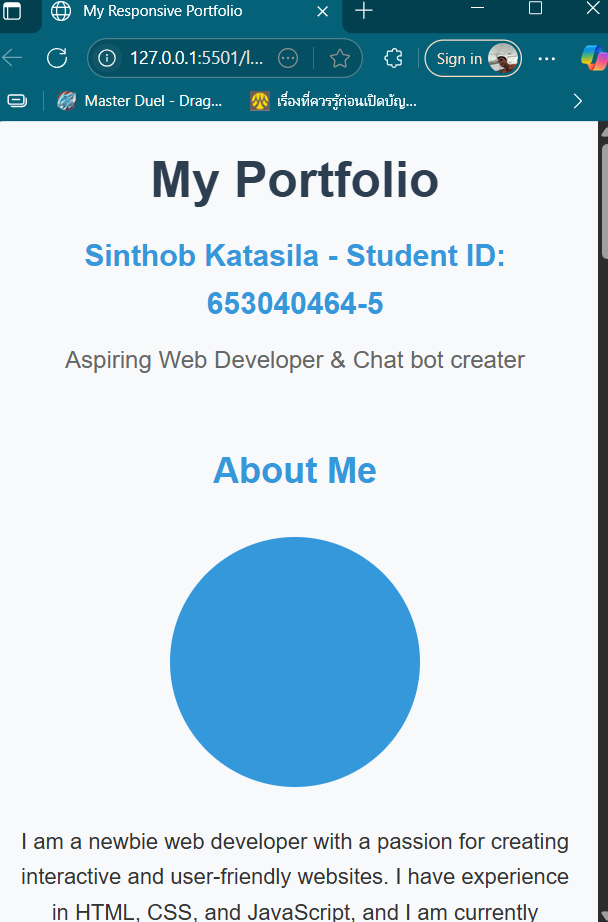 My Responsive Portfolio
127.0.0.1:5501/l...
Sign in
Master Duel - Drag...
เรื่องที่ควรรู้ก่อนเปิดบัญ...
My Portfolio
Sinthob Katasila - Student ID:
653040464-5
Aspiring Web Developer & Chat bot creater
About Me
I am a newbie web developer with a passion for creating
interactive and user-friendly websites. I have experience
in HTML, CSS, and JavaScript, and I am currently